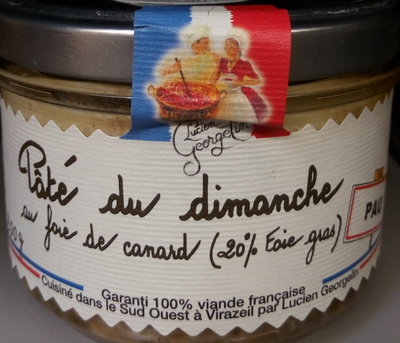 Lucien
Georgelin
Pâté du dimanche
au foie de canard (20% Foie gras)
PAU
Garanti 100% viande française
Cuisiné dans le Sud Ouest à Virazeil par Lucien Georgelin